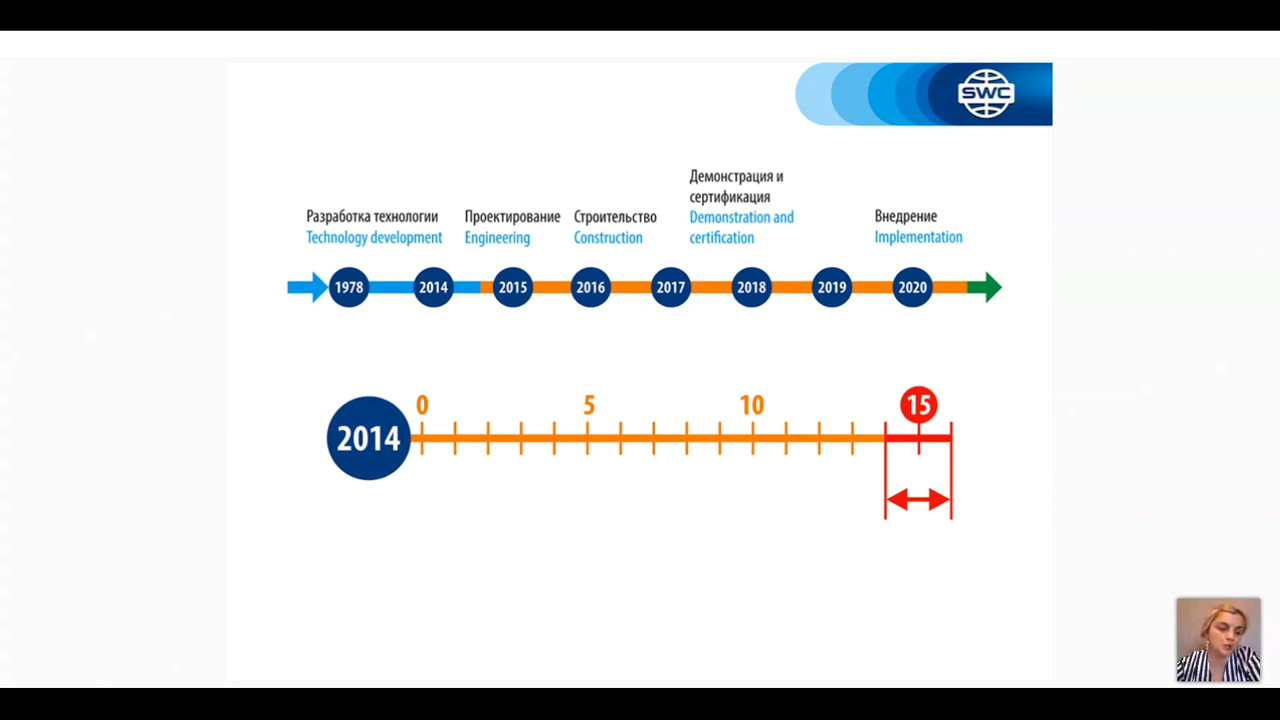 SWC
Демонстрация и
сертификация
Demonstration and
certification
Разработка технологии
Technology development
Проектирование
Engineering
Строительство
Construction
Внедрение
Implementation
1978 2014 2015 2016 2017 2018 2019 2020
0 5 10 15
2014